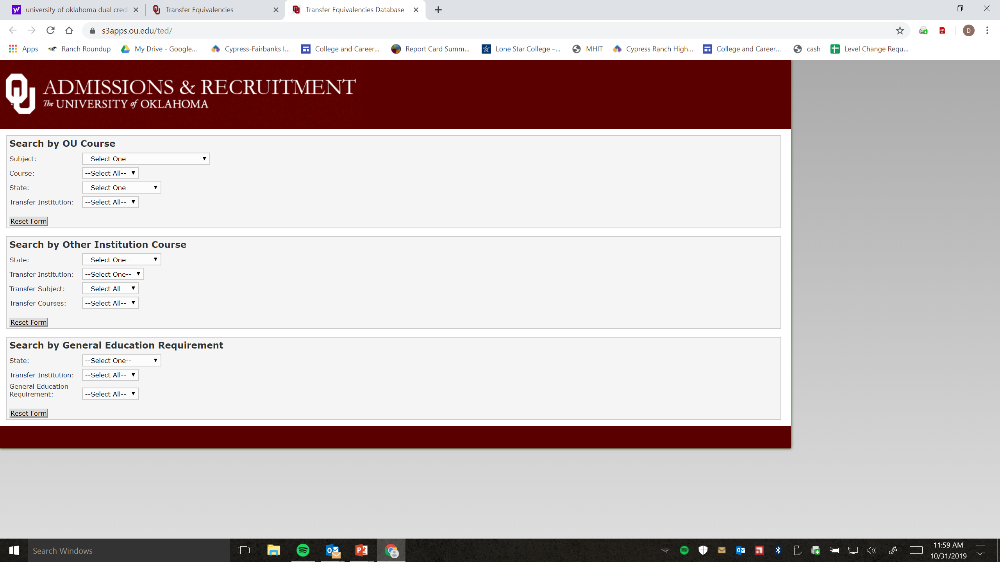 university of oklahoma dual credi
Transfer Equivalencies
Transfer Equivalencies Database
s3apps.ou.edu/ted/
D
Apps
Ranch Roundup
My Drive - Google...
Cypress-Fairbanks I...
College and Career...
Report Card Summ...
Lone Star College –...
MHIT
Cypress Ranch High...
College and Career...
cash
Level Change Requ...
ADMISSIONS & RECRUITMENT
The UNIVERSITY of OKLAHOMA
Search by OU Course
Subject: --Select One--
Course: --Select All--
State: --Select One--
Transfer Institution: --Select All--
Reset Form
Search by Other Institution Course
State: --Select One--
Transfer Institution: --Select One--
Transfer Subject: --Select All--
Transfer Courses: --Select All--
Reset Form
Search by General Education Requirement
State: --Select One--
Transfer Institution: --Select All--
General Education
Requirement: --Select All--
Reset Form
Search Windows
11:59 AM
10/31/2019